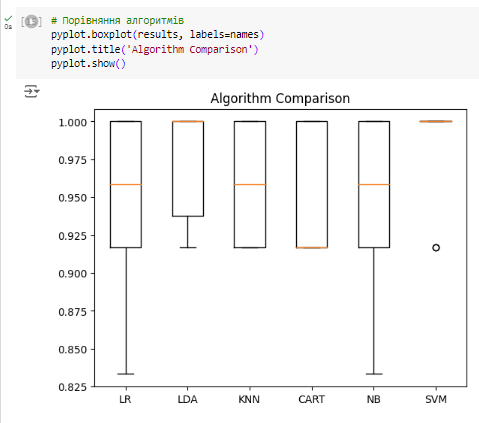 # Порівняння алгоритмів
pyplot.boxplot(results, labels=names)
pyplot.title('Algorithm Comparison')
pyplot.show()
0s
Algorithm Comparison
1.000
0.975
0.950
0.925
0.900
0.875
0.850
0.825
LR LDA KNN CART NB SVM